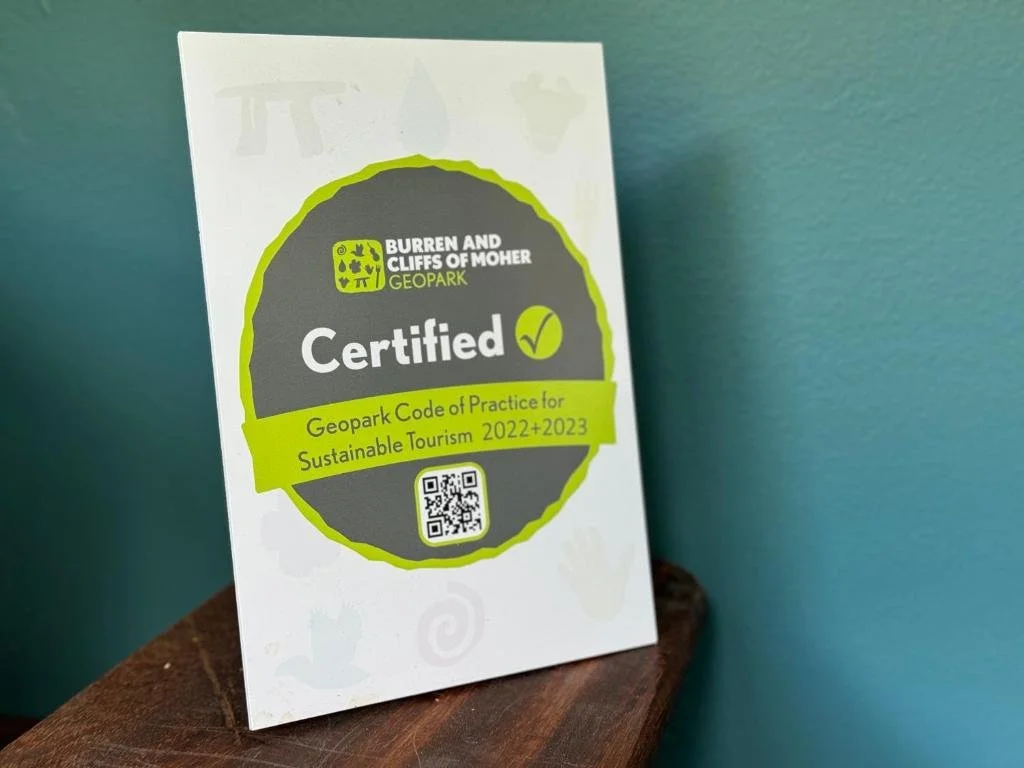 BURREN AND
CLIFFS OF MOHER
GEOPARK
Certified
Geopark Code of Practice for
Sustainable Tourism 2022+2023